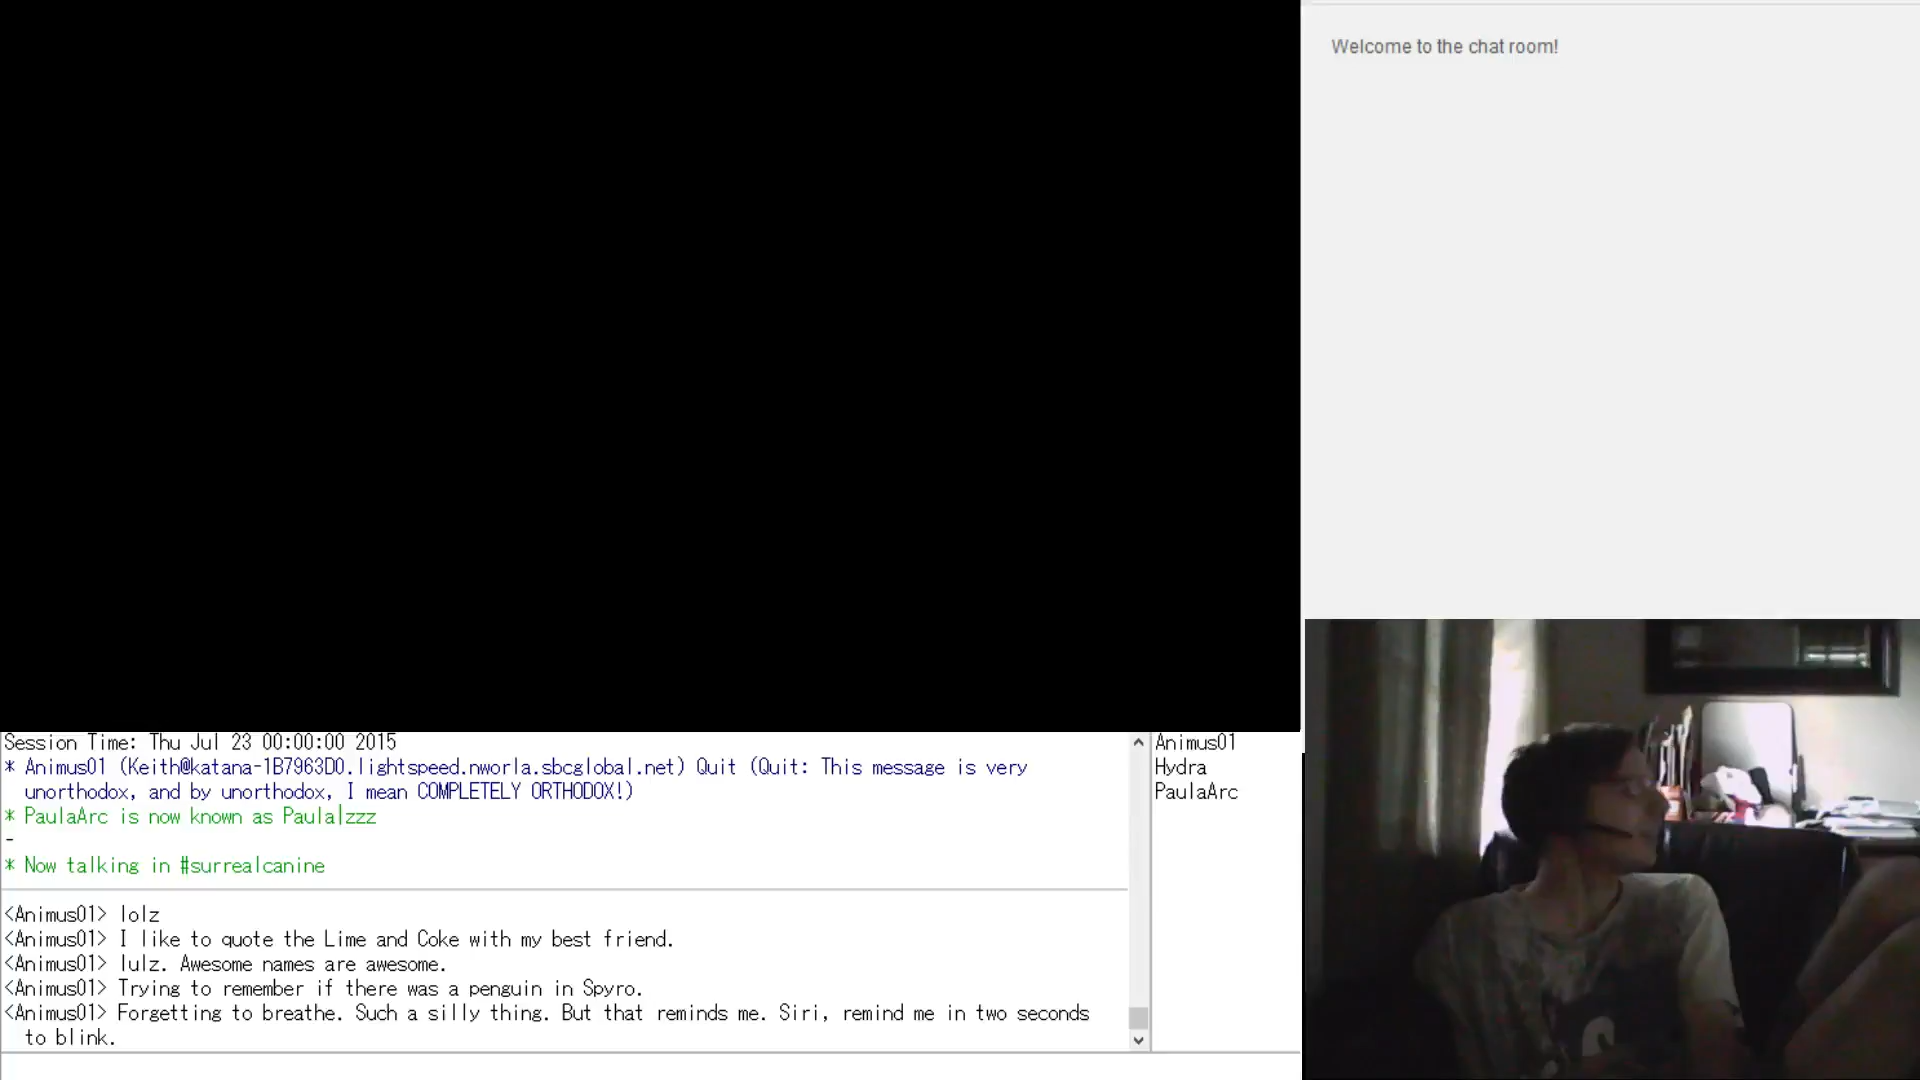 Welcome to the chat room!
Session Time: Thu Jul 23 00:00:00 2015
* Animus01 (Keith@katana-1B7963D0.lightspeed.nworla.sbcglobal.net) Quit (Quit: This message is very
unorthodox, and by unorthodox, I mean COMPLETELY ORTHODOX!)
* PaulaArc is now known as Paula|zzz
-
* Now talking in #surrealcanine
<Animus01> lolz
<Animus01> I like to quote the Lime and Coke with my best friend.
<Animus01> lulz. Awesome names are awesome.
<Animus01> Trying to remember if there was a penguin in Spyro.
<Animus01> Forgetting to breathe. Such a silly thing. But that reminds me. Siri, remind me in two seconds
to blink.
Animus01
Hydra
PaulaArc